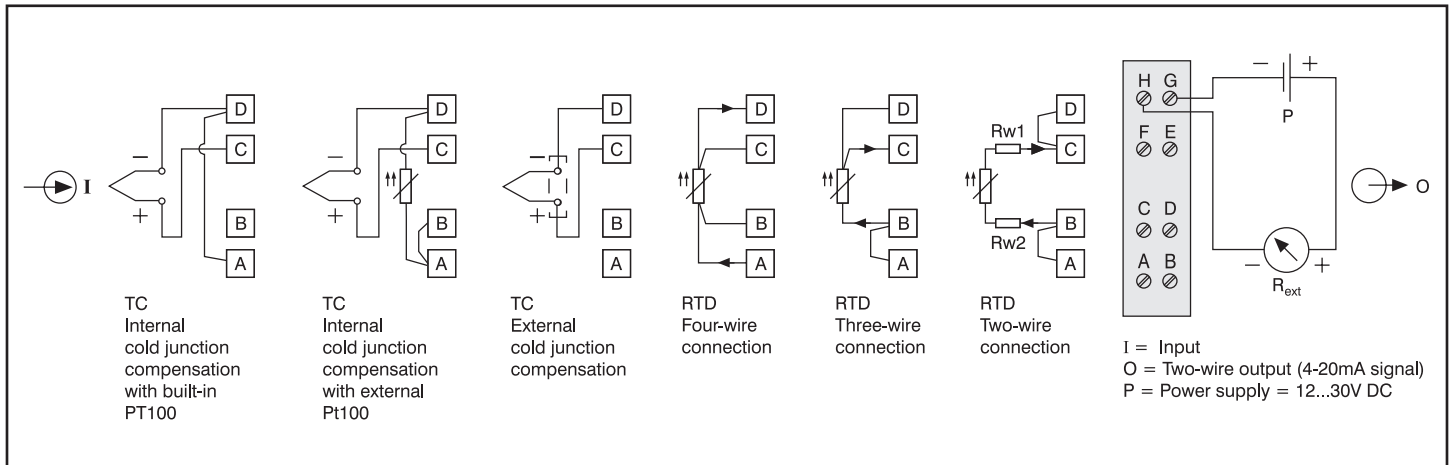 I
− +
D
C
B
A
TC
Internal
cold junction
compensation
with built-in
PT100
− +
D
C
B
A
TC
Internal
cold junction
compensation
with external
Pt100
− +
D
C
B
A
TC
External
cold junction
compensation
D
C
B
A
RTD
Four-wire
connection
D
C
B
A
RTD
Three-wire
connection
Rw1
Rw2
D
C
B
A
RTD
Two-wire
connection
H G
F E
C D
A B
− +
P
− +
Rext
O
I = Input
O = Two-wire output (4-20mA signal)
P = Power supply = 12...30V DC